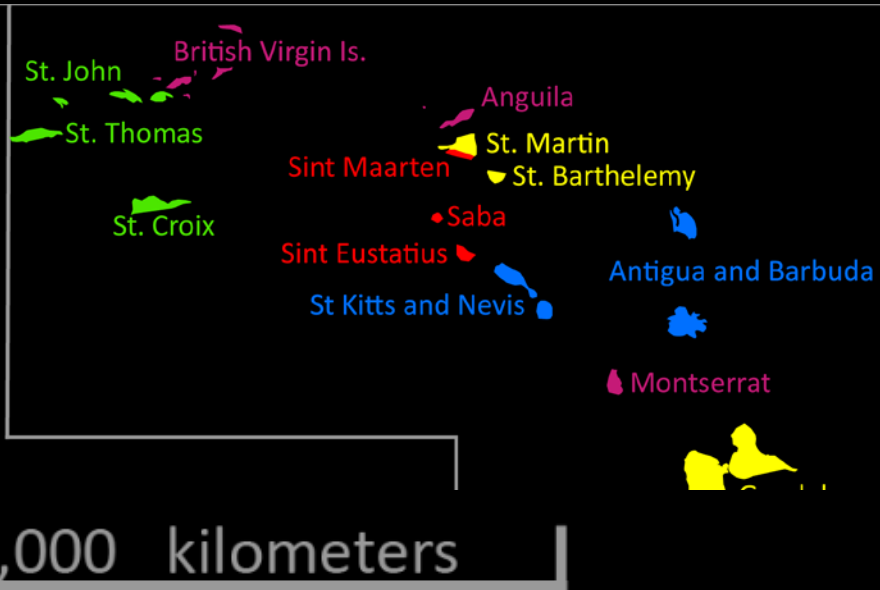 British Virgin Is.
St. John
Anguila
St. Thomas
St. Martin
Sint Maarten
St. Barthelemy
Saba
St. Croix
Sint Eustatius
Antigua and Barbuda
St Kitts and Nevis
Montserrat
,000 kilometers